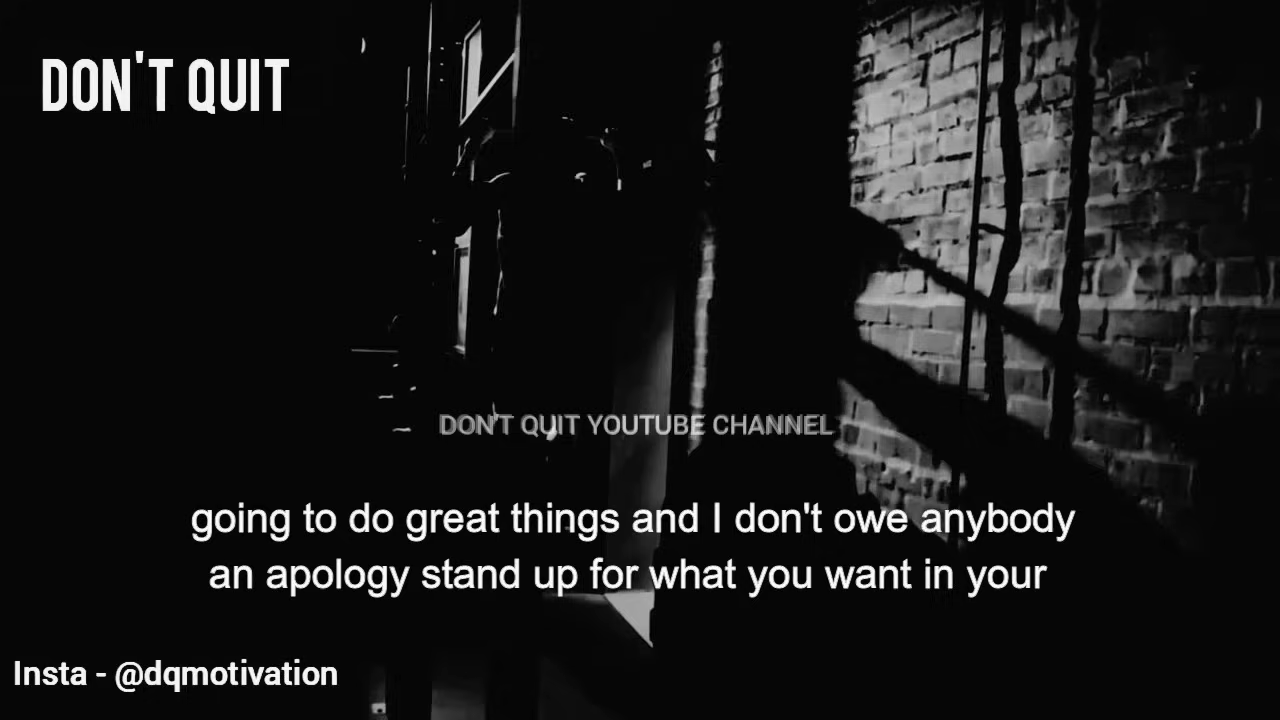 DON'T QUIT
DON'T QUIT YOUTUBE CHANNEL
going to do great things and I don't owe anybody
an apology stand up for what you want in your
Insta - @dqmotivation